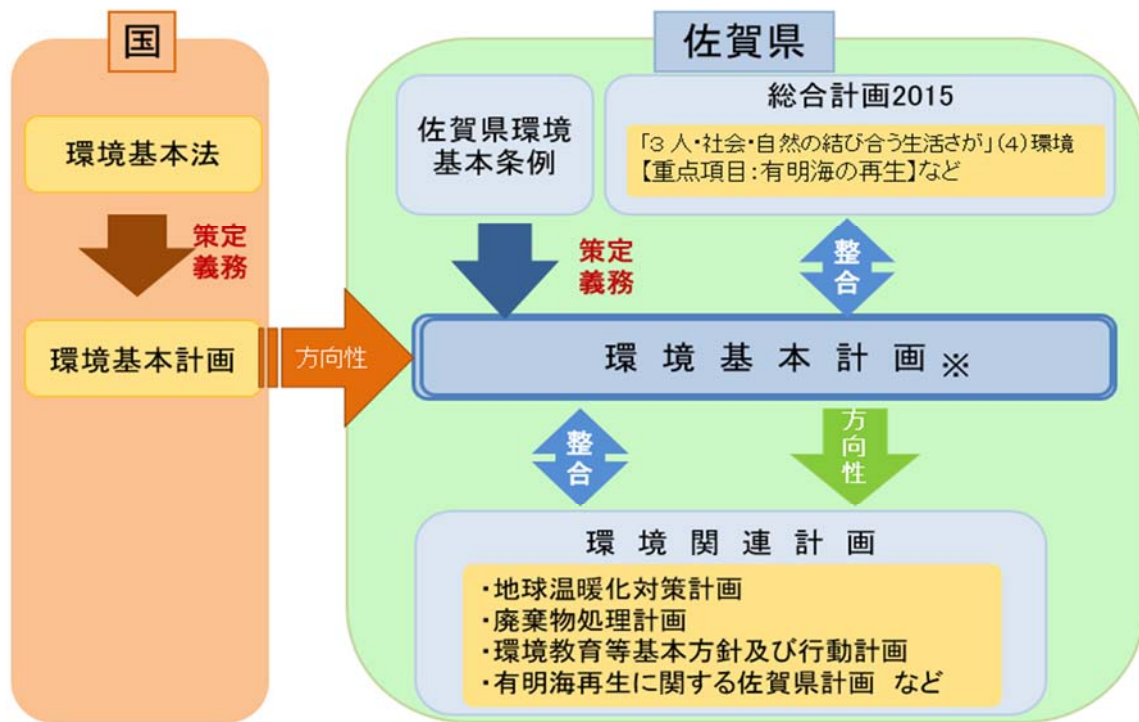 国
環境基本法
策定
義務
環境基本計画
方向性
佐賀県
佐賀県環境
基本条例
総合計画2015
「3 人・社会・自然の結び合う生活さが」(4)環境
【重点項目:有明海の再生】など
策定
義務
整合
環境基本計画※
整合
方向性
環境関連計画
・地球温暖化対策計画
・廃棄物処理計画
・環境教育等基本方針及び行動計画
・有明海再生に関する佐賀県計画 など